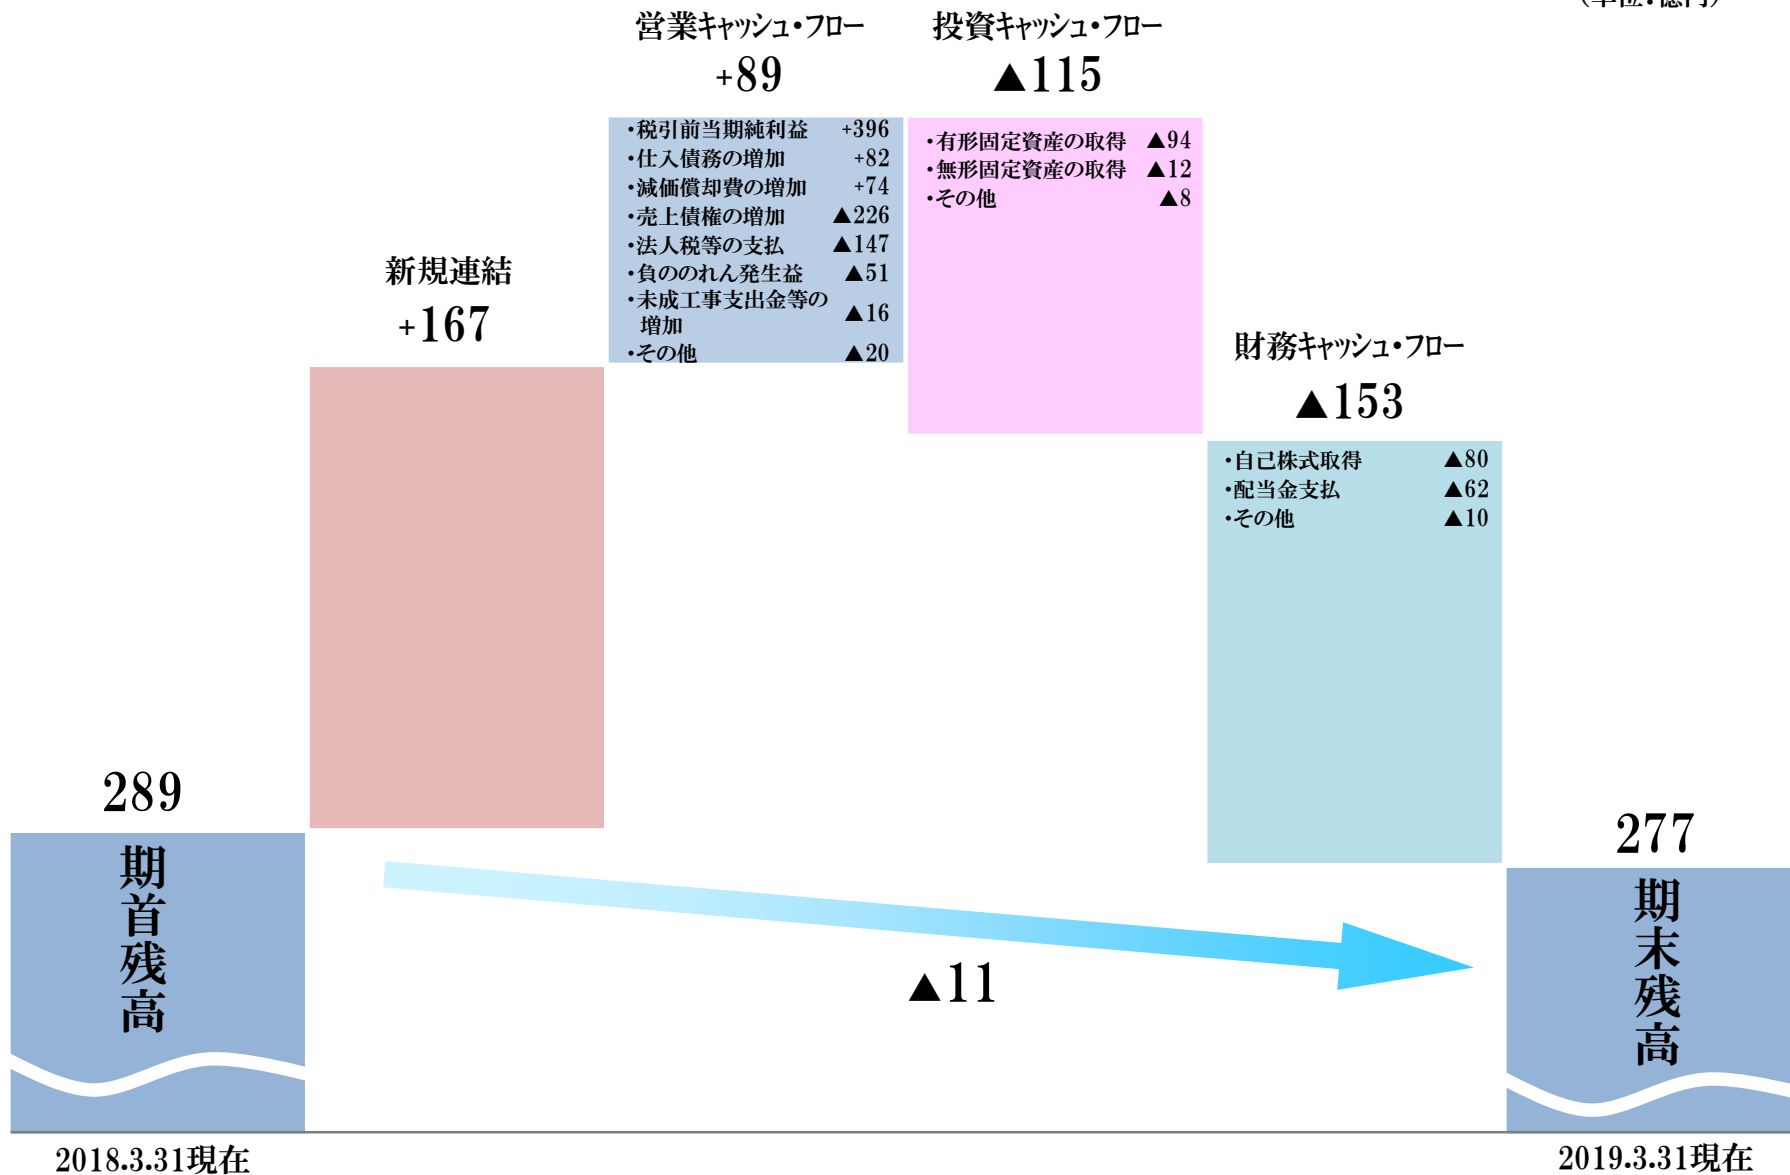 (単位:億円)
営業キャッシュ・フロー
+89
・税引前当期純利益 +396
・仕入債務の増加 +82
・減価償却費の増加 +74
・売上債権の増加 ▲226
・法人税等の支払 ▲147
・負ののれん発生益 ▲51
・未成工事支出金等の
増加 ▲16
・その他 ▲20
投資キャッシュ・フロー
▲115
・有形固定資産の取得 ▲94
・無形固定資産の取得 ▲12
・その他 ▲8
新規連結
+167
財務キャッシュ・フロー
▲153
・自己株式取得 ▲80
・配当金支払 ▲62
・その他 ▲10
289
期首残高
277
期末残高
▲11
2018.3.31現在
2019.3.31現在